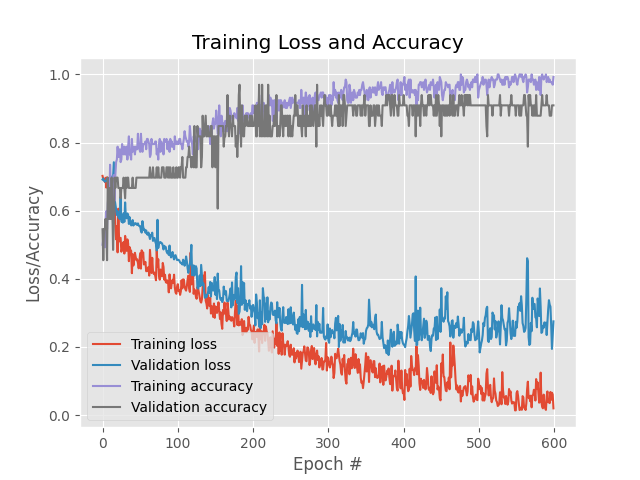 Training Loss and Accuracy
1.0
0.8
0.6
0.4
0.2
0.0
Loss/Accuracy
Training loss
Validation loss
Training accuracy
Validation accuracy
0 100 200 300 400 500 600
Epoch #